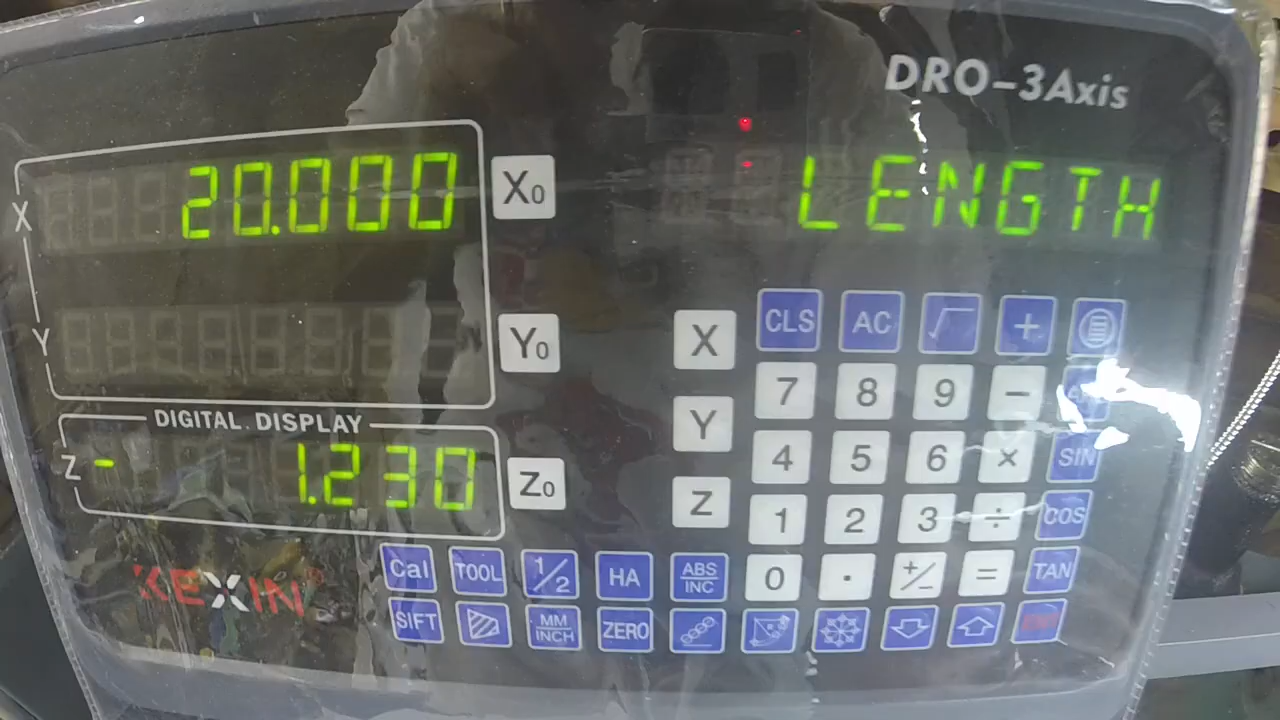 DRO-3Axis
X 20.000 X0 LENGTH
Y Y0
DIGITAL DISPLAY
Z - 1.230 Z0
X CLS AC √ +
7 8 9 −
Y 4 5 6 × SIN
Z 1 2 3 ÷ COS
Cal TOOL 1/2 HA ABS INC 0 . +/− = TAN
SIFT MM INCH ZERO
KEXIN